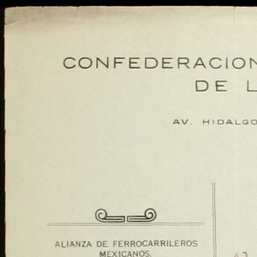 CONFEDERACION
DE L
AV. HIDALGO
ALIANZA DE FERROCARRILEROS
MEXICANOS.